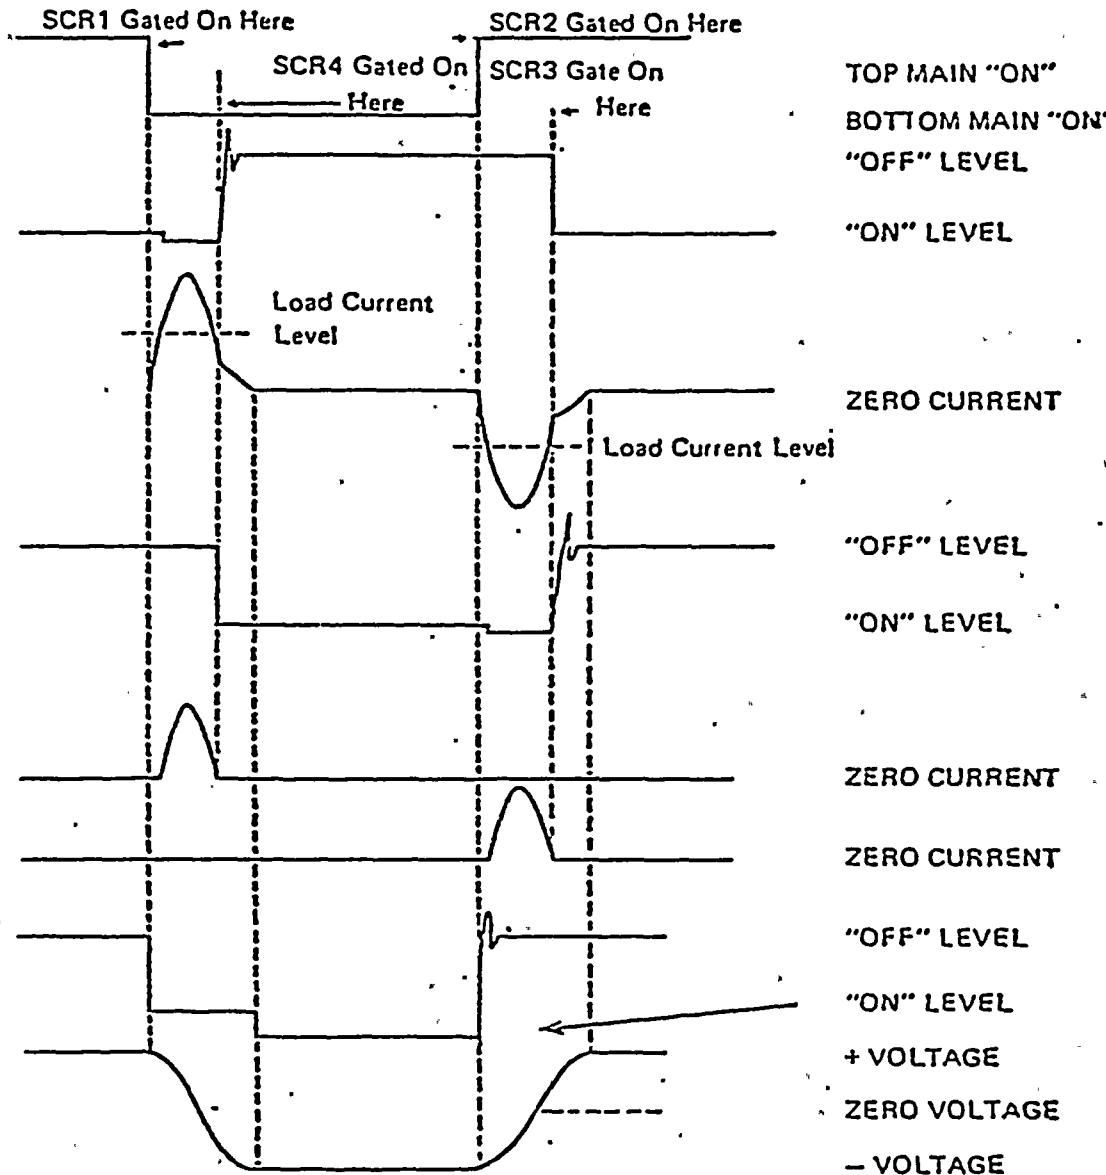 SCR1 Gated On Here
SCR2 Gated On Here
SCR4 Gated On
Here
SCR3 Gate On
Here
TOP MAIN "ON"
BOTTOM MAIN "ON"
"OFF" LEVEL
"ON" LEVEL
Load Current
Level
ZERO CURRENT
Load Current Level
"OFF" LEVEL
"ON" LEVEL
ZERO CURRENT
ZERO CURRENT
"OFF" LEVEL
"ON" LEVEL
+ VOLTAGE
ZERO VOLTAGE
– VOLTAGE